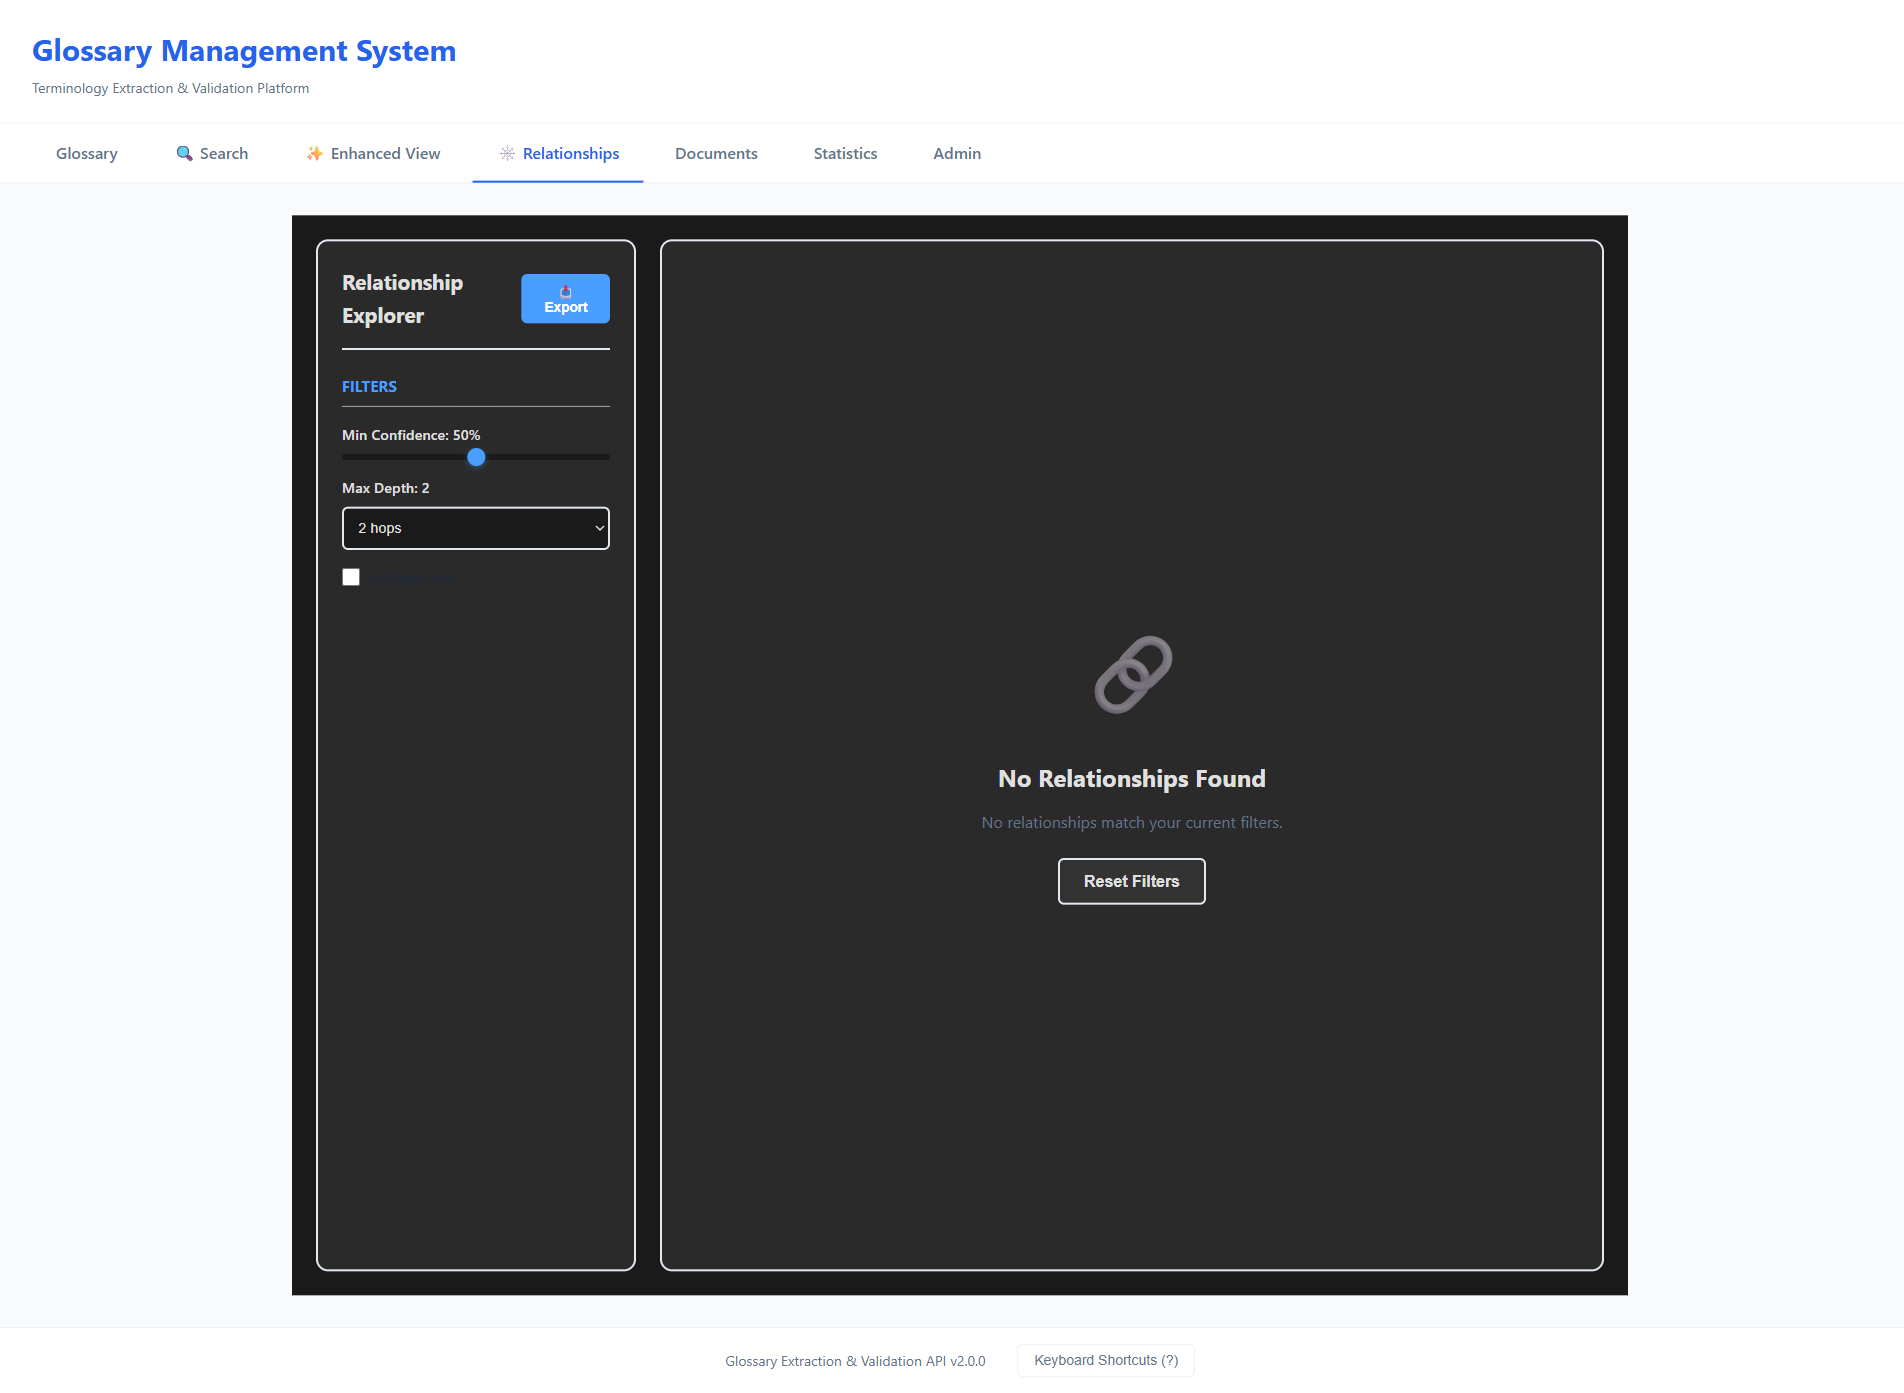 Glossary Management System
Terminology Extraction & Validation Platform
Glossary
Search
Enhanced View
Relationships
Documents
Statistics
Admin
Relationship
Explorer
Export
FILTERS
Min Confidence: 50%
Max Depth: 2
2 hops
No Relationships Found
No relationships match your current filters.
Reset Filters
Glossary Extraction & Validation API v2.0.0
Keyboard Shortcuts (?)